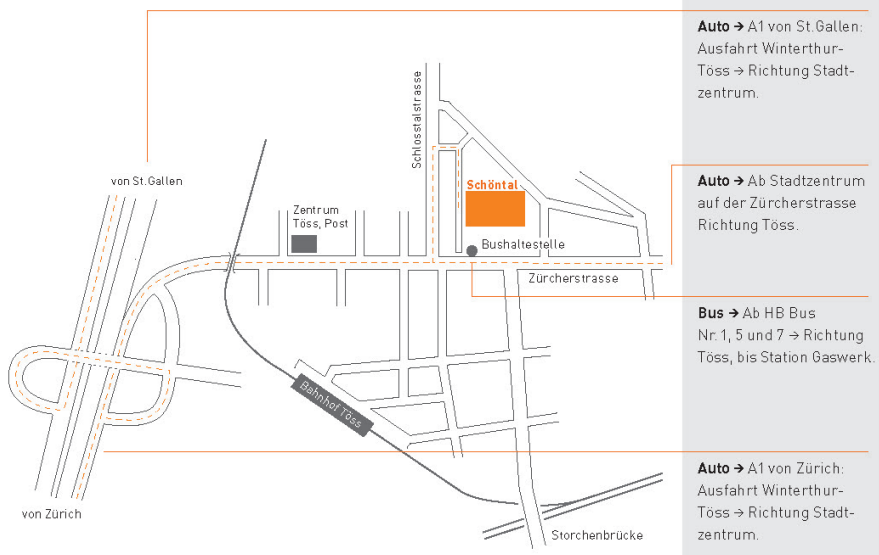 Auto → A1 von St.Gallen:
Ausfahrt Winterthur-
Töss → Richtung Stadt-
zentrum.
Schlosstalstrasse
von St.Gallen
Schöntal
Auto → Ab Stadtzentrum
auf der Zürcherstrasse
Richtung Töss.
Zentrum
Töss, Post
Bushaltestelle
Zürcherstrasse
Bus → Ab HB Bus
Nr. 1, 5 und 7 → Richtung
Töss, bis Station Gaswerk.
Bahnhof Töss
Auto → A1 von Zürich:
Ausfahrt Winterthur-
Töss → Richtung Stadt-
zentrum.
von Zürich
Storchenbrücke